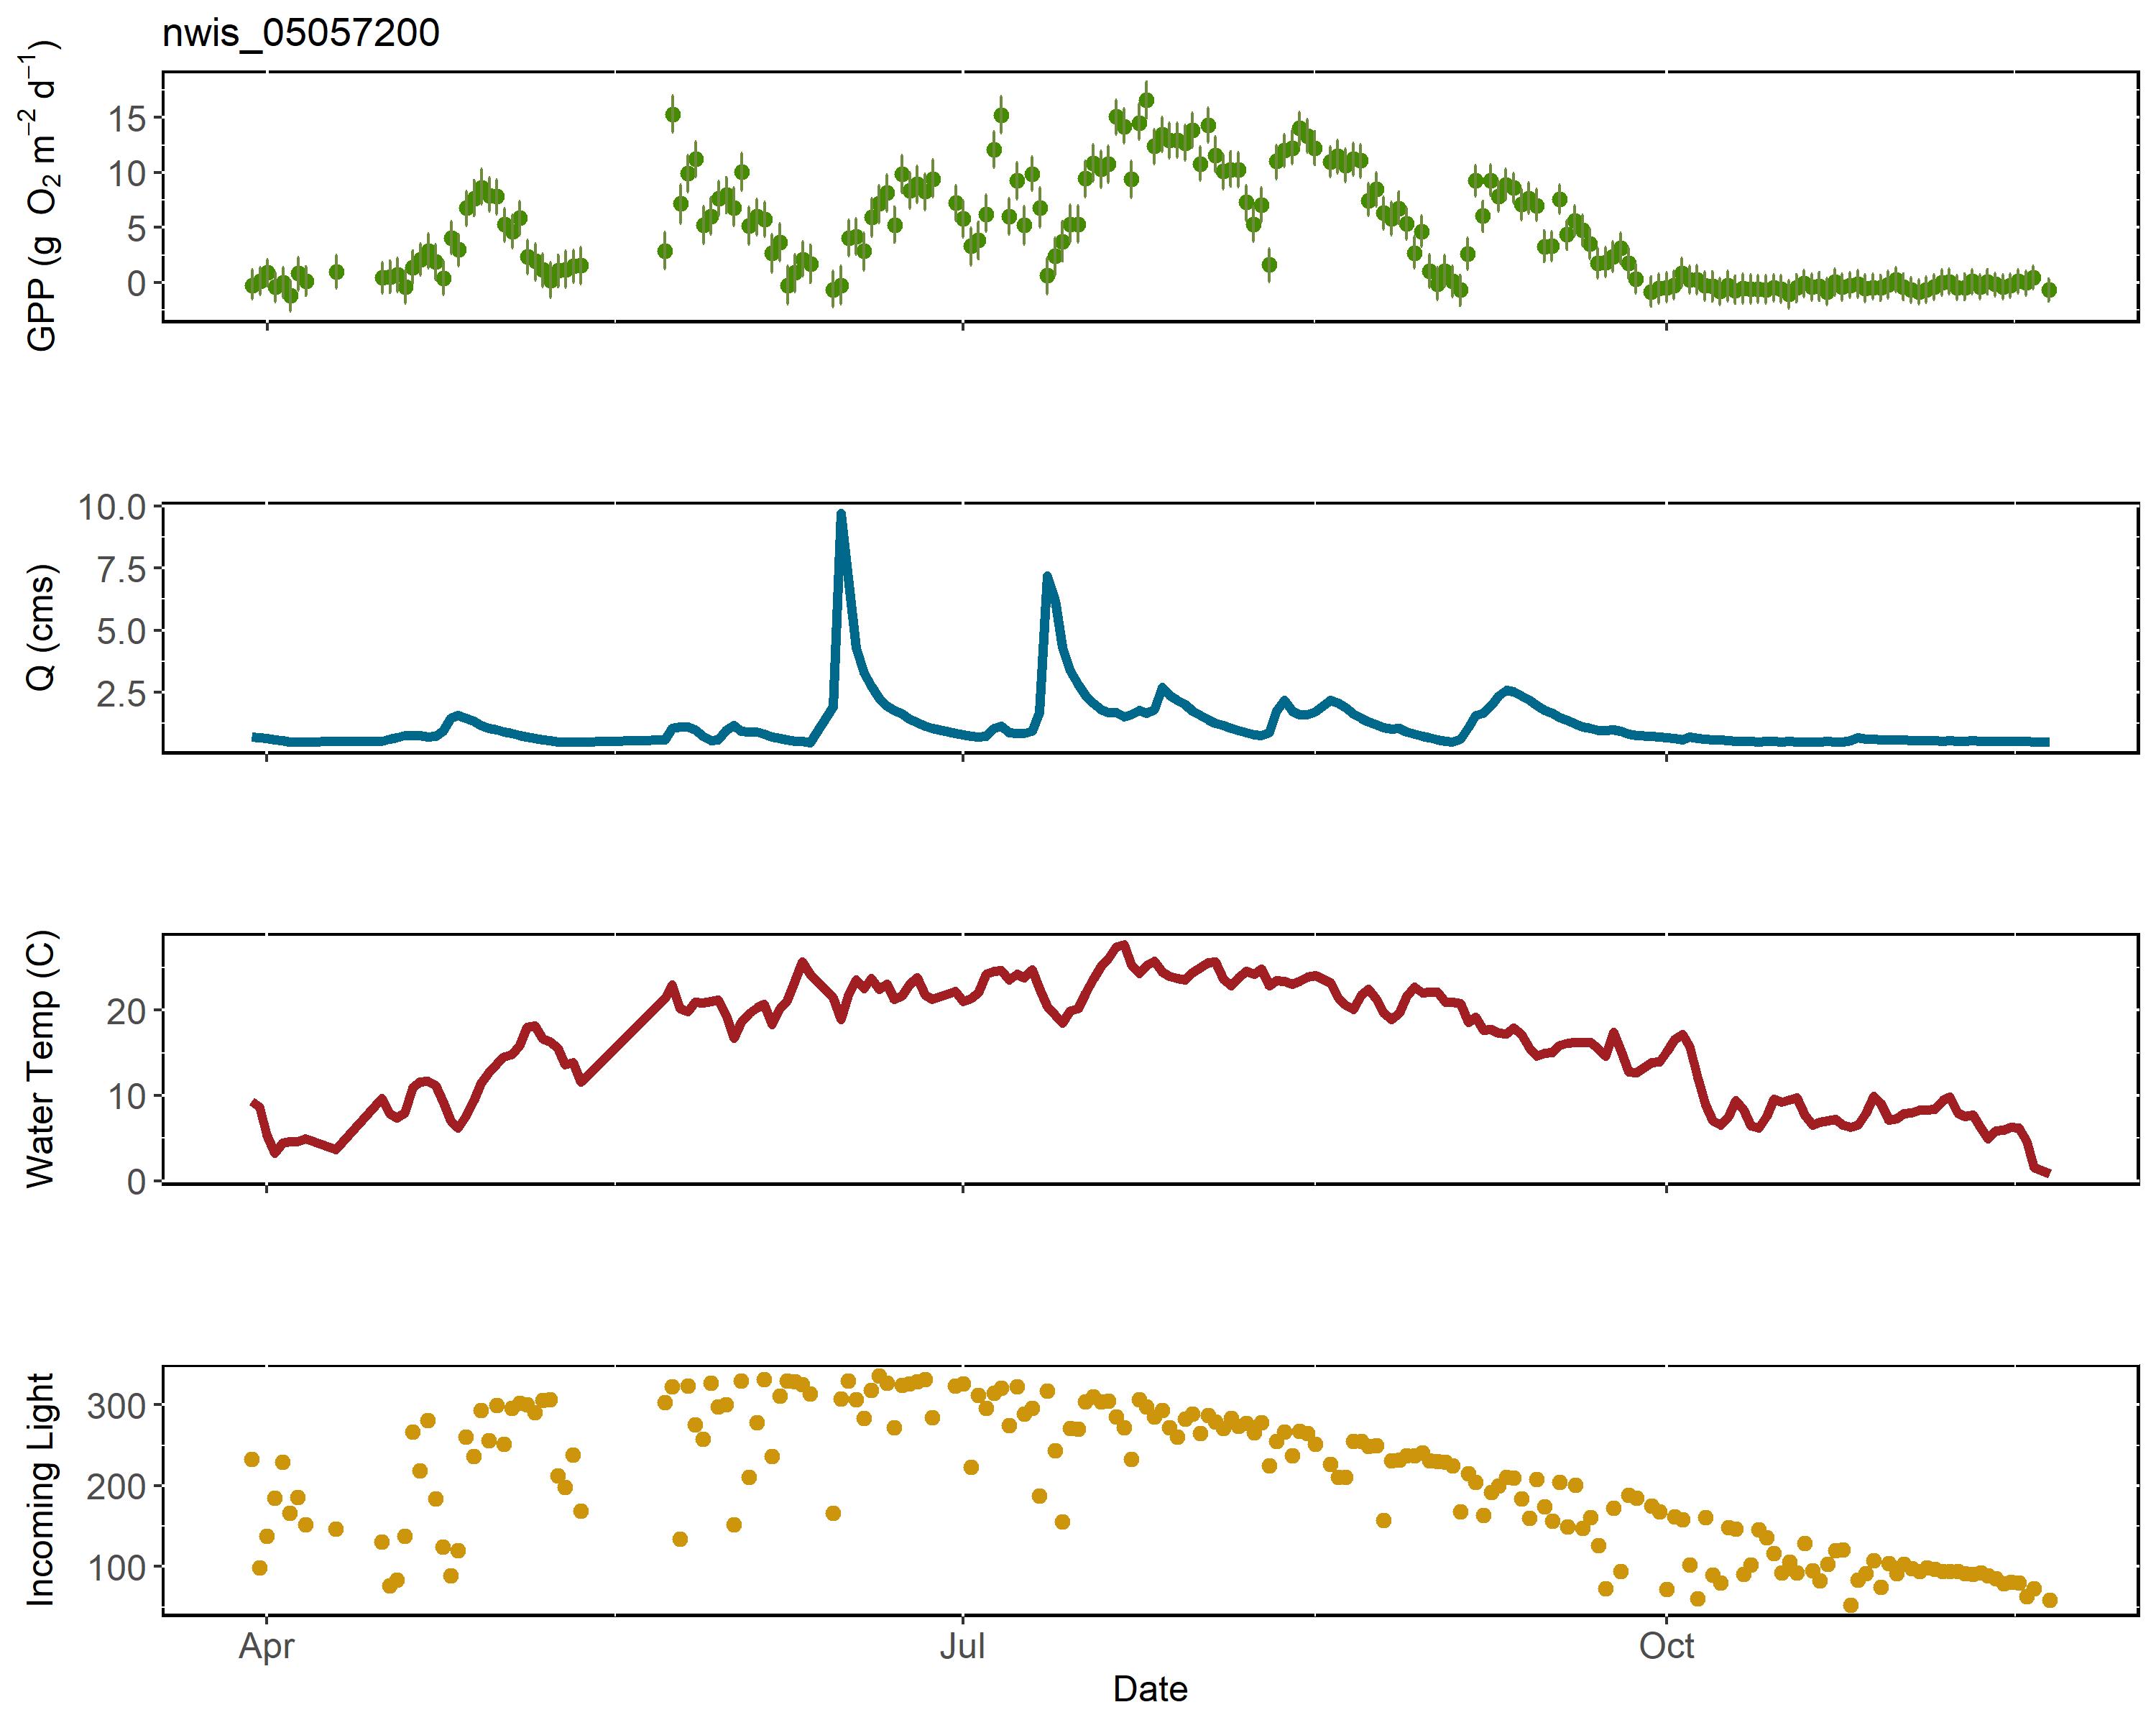 nwis_05057200
GPP (g O₂ m⁻² d⁻¹)
15
10
5
0
Q (cms)
10.0
7.5
5.0
2.5
Water Temp (C)
20
10
0
Incoming Light
300
200
100
Apr Jul Oct
Date